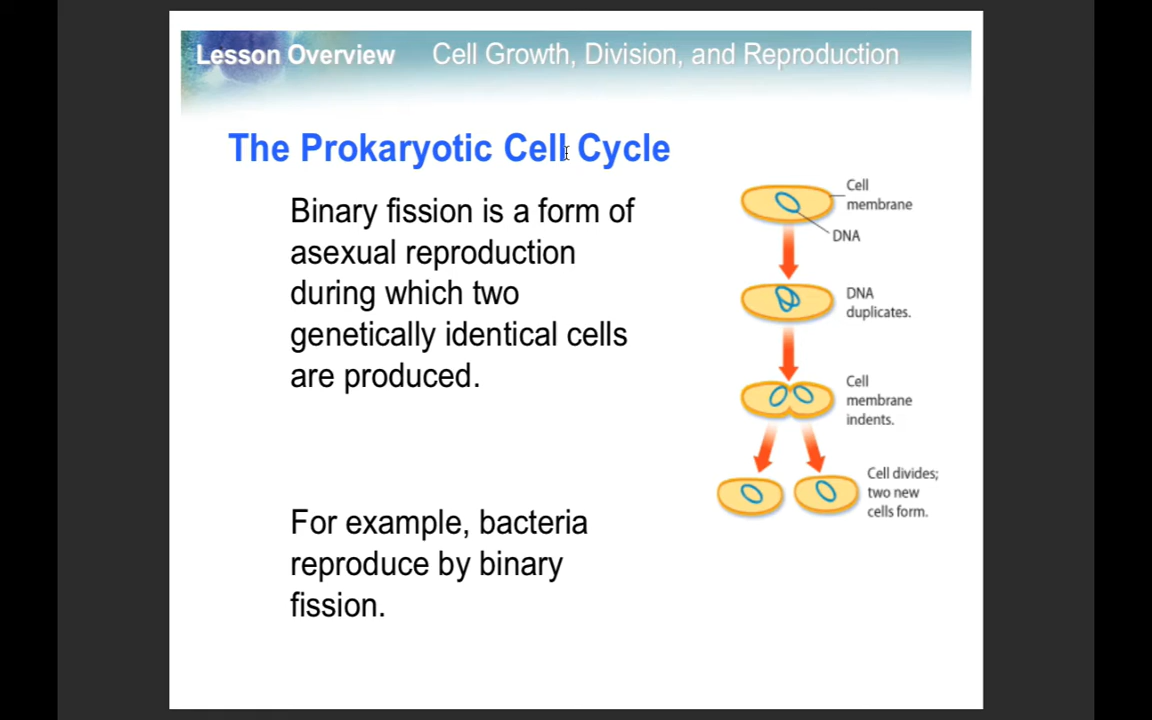 Lesson Overview Cell Growth, Division, and Reproduction
The Prokaryotic Cell Cycle
Binary fission is a form of
asexual reproduction
during which two
genetically identical cells
are produced.
For example, bacteria
reproduce by binary
fission.
Cell
membrane
DNA
DNA
duplicates.
Cell
membrane
indents.
Cell divides;
two new
cells form.